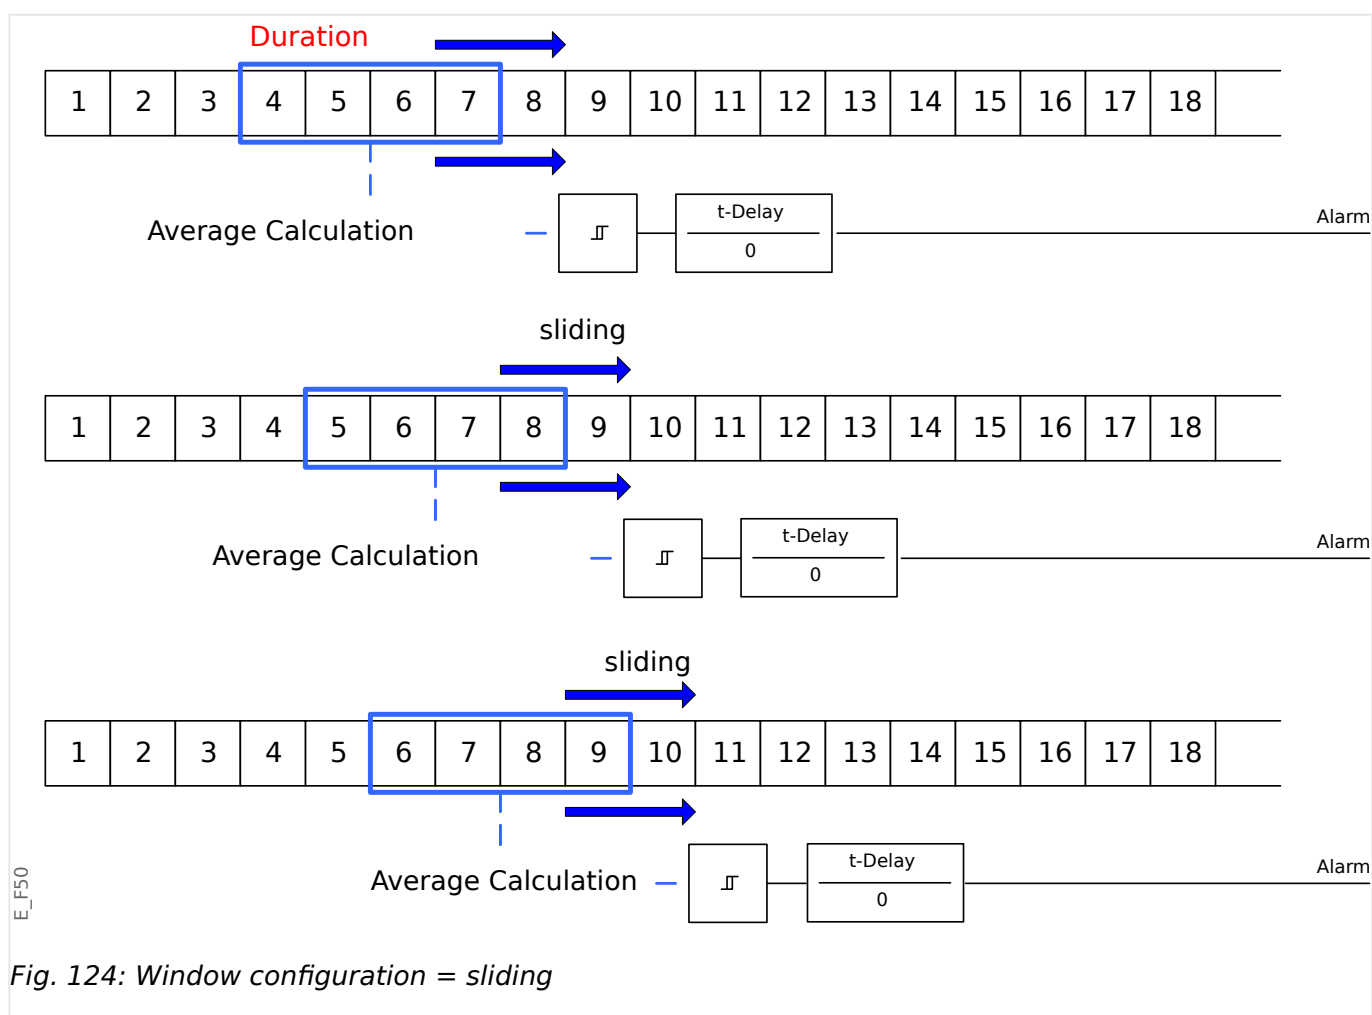 Duration
1 2 3 4 5 6 7 8 9 10 11 12 13 14 15 16 17 18
t-Delay
Alarm
Average Calculation
0
sliding
1 2 3 4 5 6 7 8 9 10 11 12 13 14 15 16 17 18
t-Delay
Alarm
Average Calculation
0
sliding
1 2 3 4 5 6 7 8 9 10 11 12 13 14 15 16 17 18
t-Delay
Alarm
Average Calculation
0
E_F50
Fig. 124: Window configuration = sliding